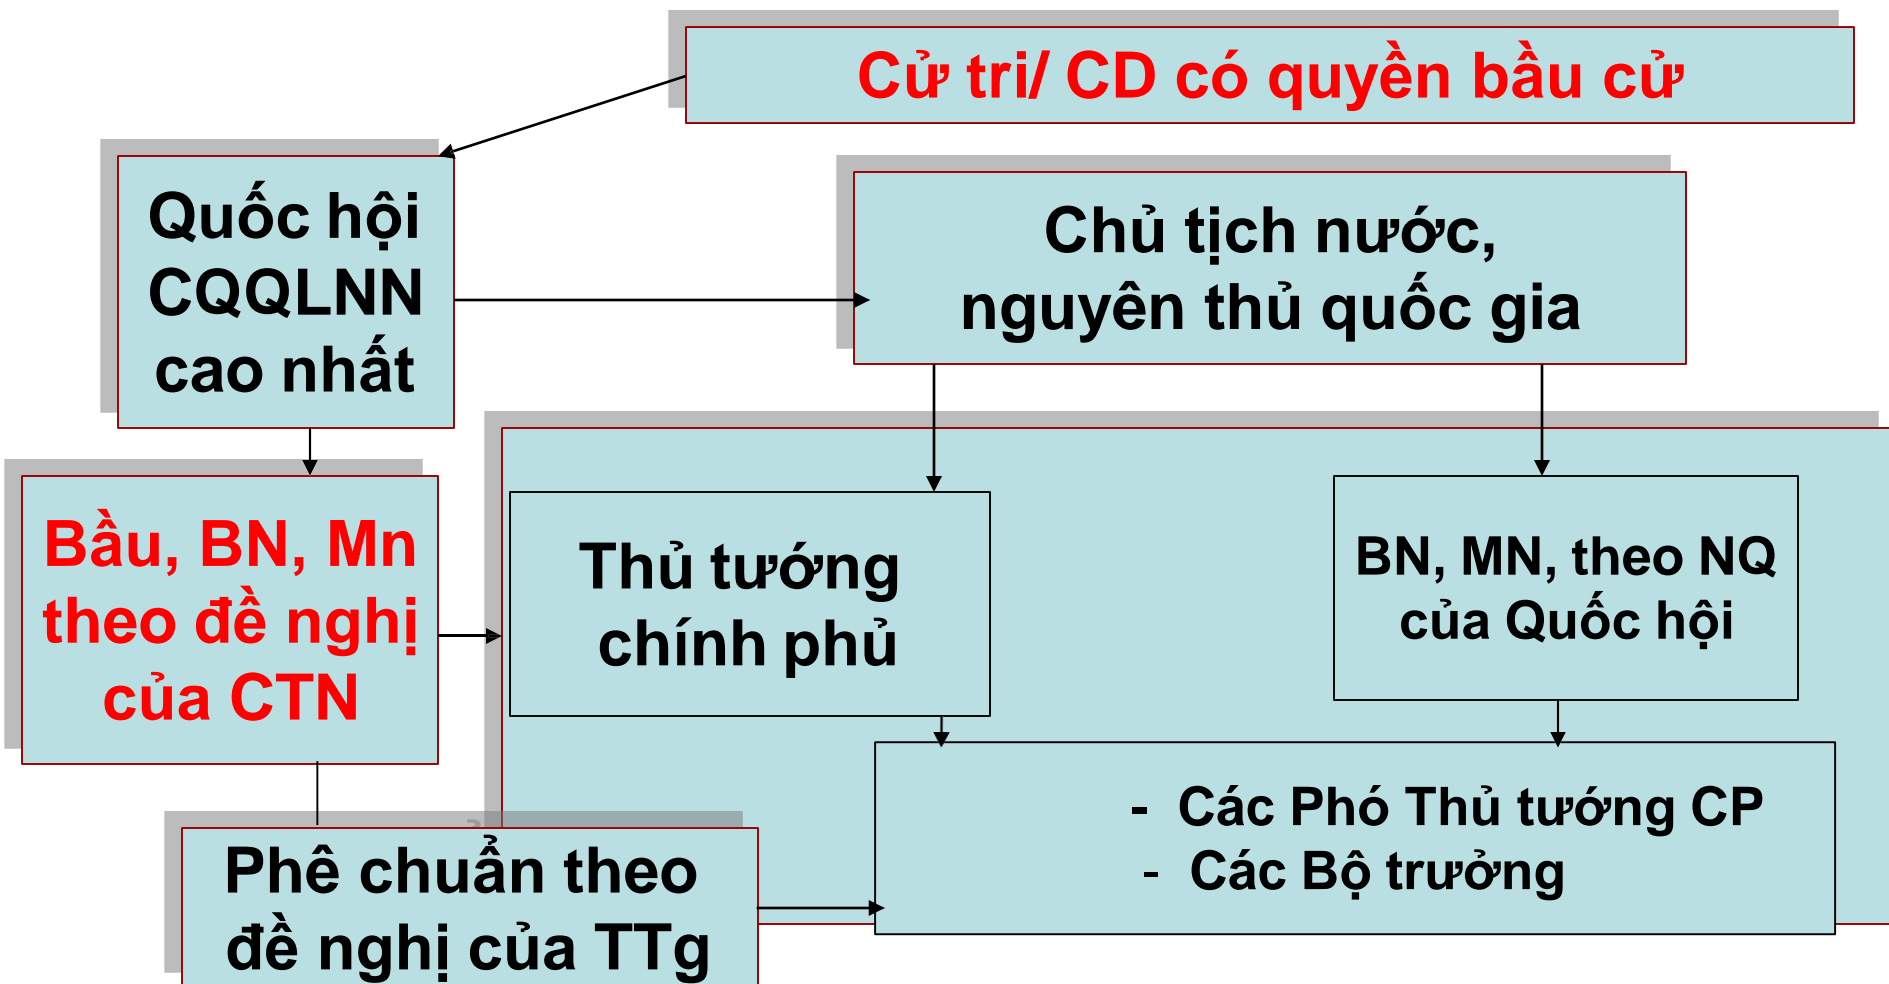 Cử tri/ CD có quyền bầu cử
Quốc hội
CQQLNN
cao nhất
Chủ tịch nước,
nguyên thủ quốc gia
Bầu, BN, Mn
theo đề nghị
của CTN
Thủ tướng
chính phủ
BN, MN, theo NQ
của Quốc hội
- Các Phó Thủ tướng CP
- Các Bộ trưởng
Phê chuẩn theo
đề nghị của TTg